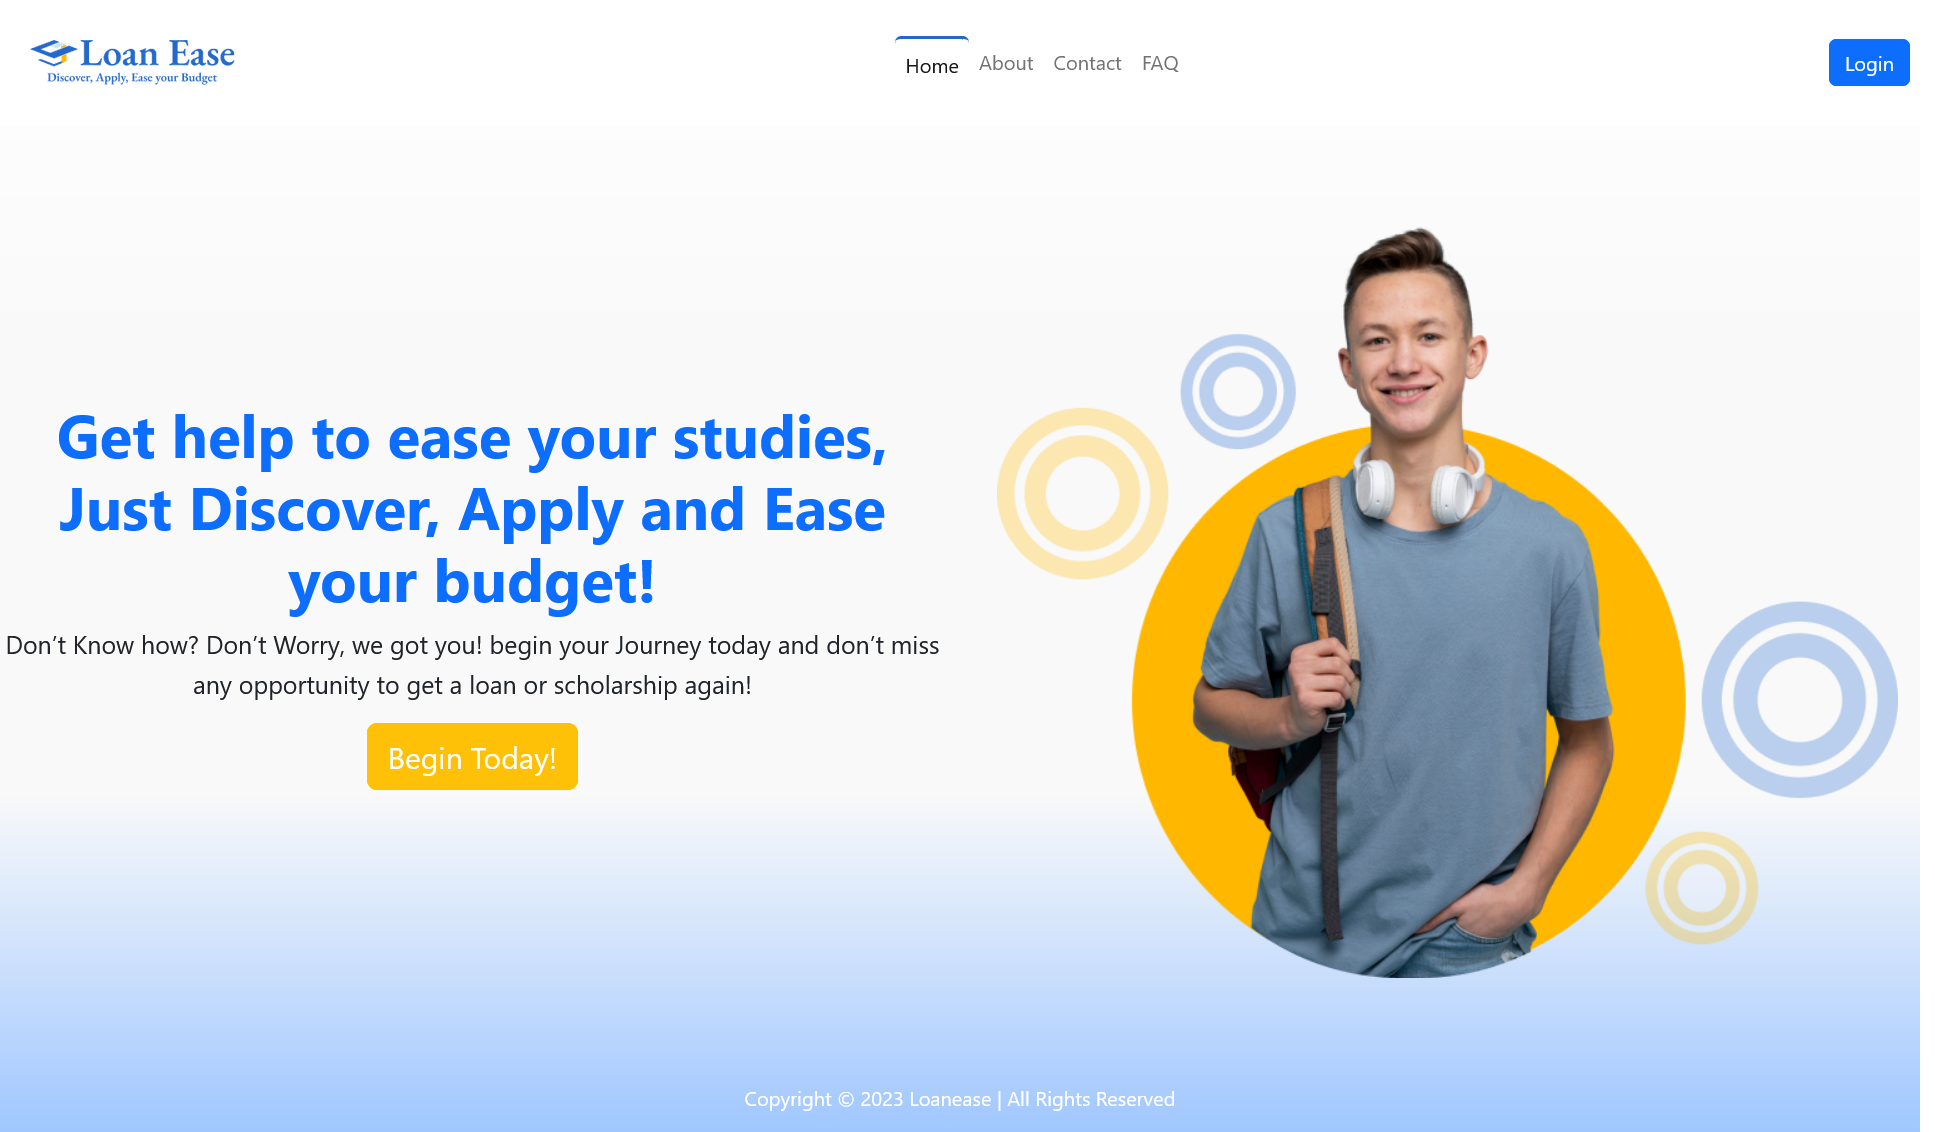 Loan Ease
Discover, Apply, Ease your Budget
Home
About
Contact
FAQ
Login
Get help to ease your studies,
Just Discover, Apply and Ease
your budget!
Don’t Know how? Don’t Worry, we got you! begin your Journey today and don’t miss
any opportunity to get a loan or scholarship again!
Begin Today!
Copyright © 2023 Loanease | All Rights Reserved